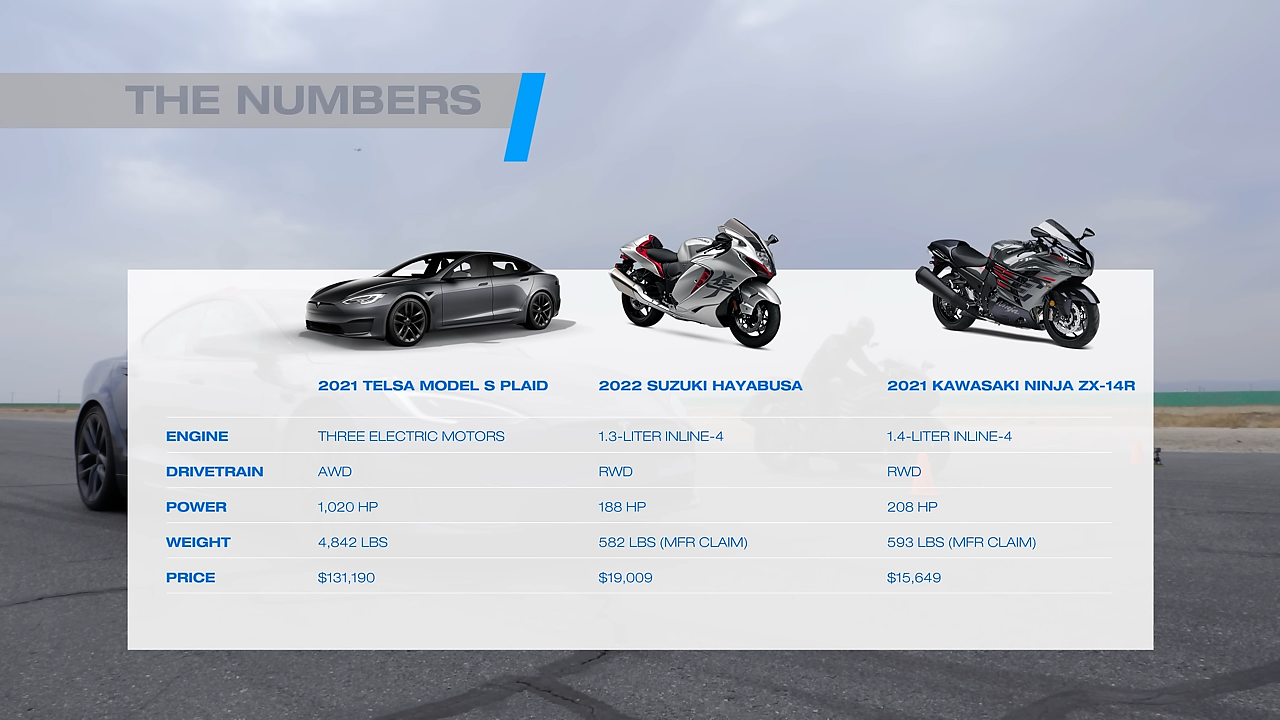 THE NUMBERS
2021 TELSA MODEL S PLAID 2022 SUZUKI HAYABUSA 2021 KAWASAKI NINJA ZX-14R
ENGINE THREE ELECTRIC MOTORS 1.3-LITER INLINE-4 1.4-LITER INLINE-4
DRIVETRAIN AWD RWD RWD
POWER 1,020 HP 188 HP 208 HP
WEIGHT 4,842 LBS 582 LBS (MFR CLAIM) 593 LBS (MFR CLAIM)
PRICE $131,190 $19,009 $15,649